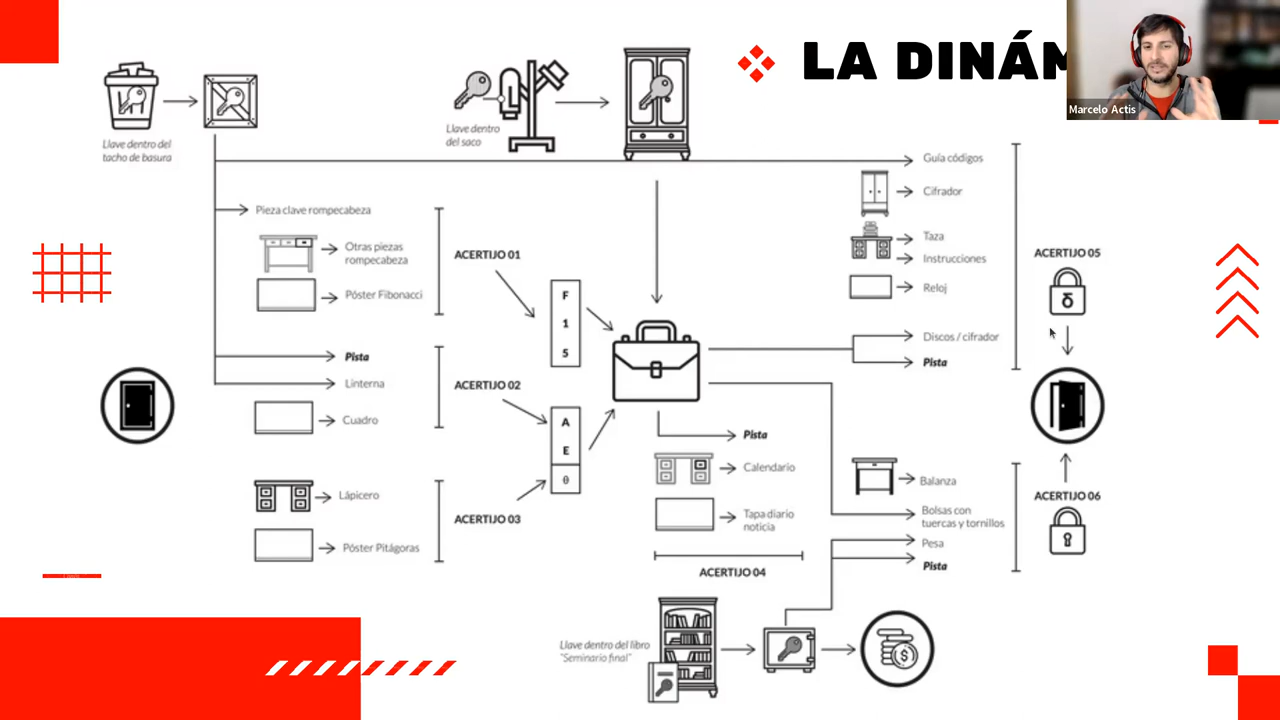 LA DINÁM
Marcelo Actis
Llave dentro del
tacho de basura
Llave dentro
del saco
Guía códigos
Cifrador
Taza
Instrucciones
Reloj
Discos / cifrador
Pista
ACERTIJO 05
δ
Pieza clave rompecabeza
Otras piezas
rompecabeza
Póster Fibonacci
ACERTIJO 01
F
1
5
Pista
Linterna
Cuadro
ACERTIJO 02
A
E
θ
Lápicero
Póster Pitágoras
ACERTIJO 03
Pista
Calendario
Tapa diario
noticia
ACERTIJO 04
Balanza
Bolsas con
tuercas y tornillos
Pesa
Pista
ACERTIJO 06
Llave dentro del libro
"Seminario final"
$